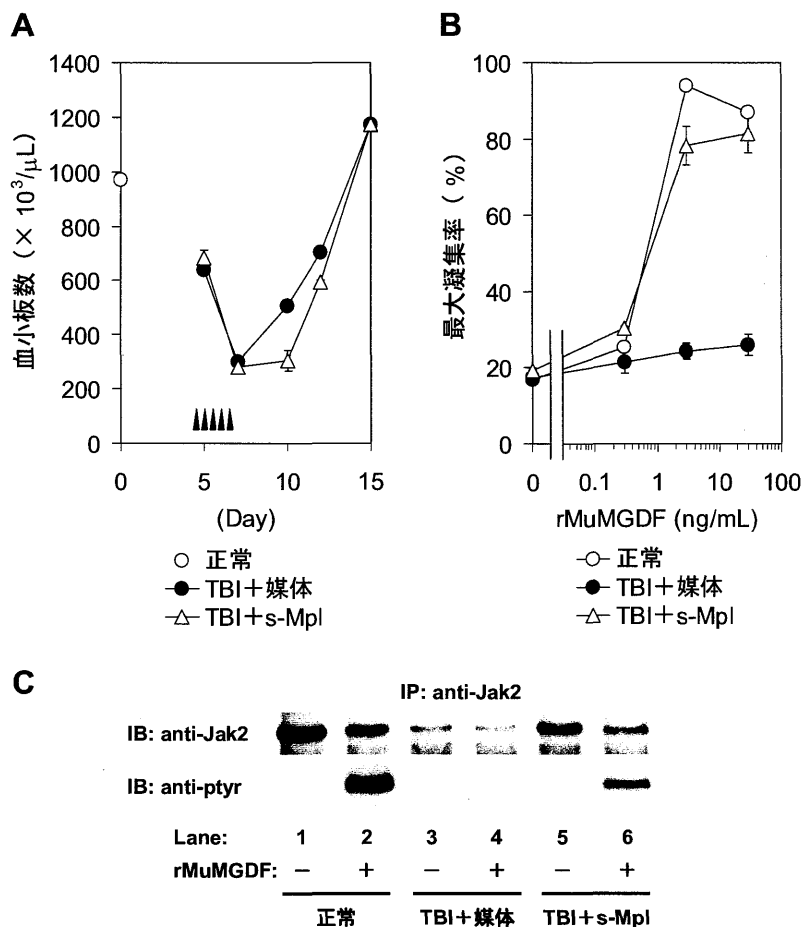 A
B
1400
1200
1000
800
600
400
200
0
血小板数 (× 10³/μL)
0 5 10 15
(Day)
○ 正常
● TBI+媒体
△ TBI+s-Mpl
100
80
60
40
20
0
最大凝集率 (%)
0 0.1 1 10 100
rMuMGDF (ng/mL)
○ 正常
● TBI+媒体
△ TBI+s-Mpl
C
IP: anti-Jak2
IB: anti-Jak2
IB: anti-ptyr
Lane: 1 2 3 4 5 6
rMuMGDF: − + − + − +
正常 TBI+媒体 TBI+s-Mpl